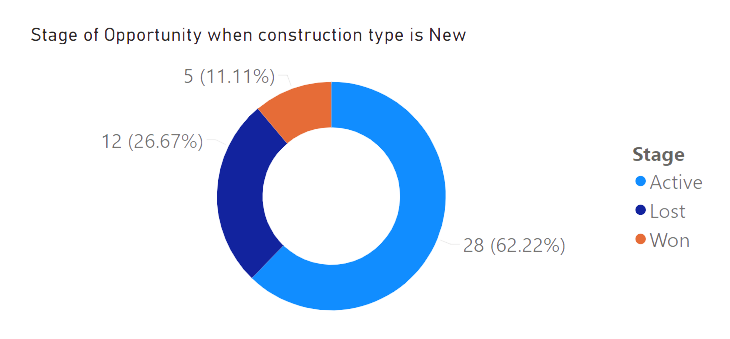 Stage of Opportunity when construction type is New
5 (11.11%)
12 (26.67%)
28 (62.22%)
Stage
Active
Lost
Won